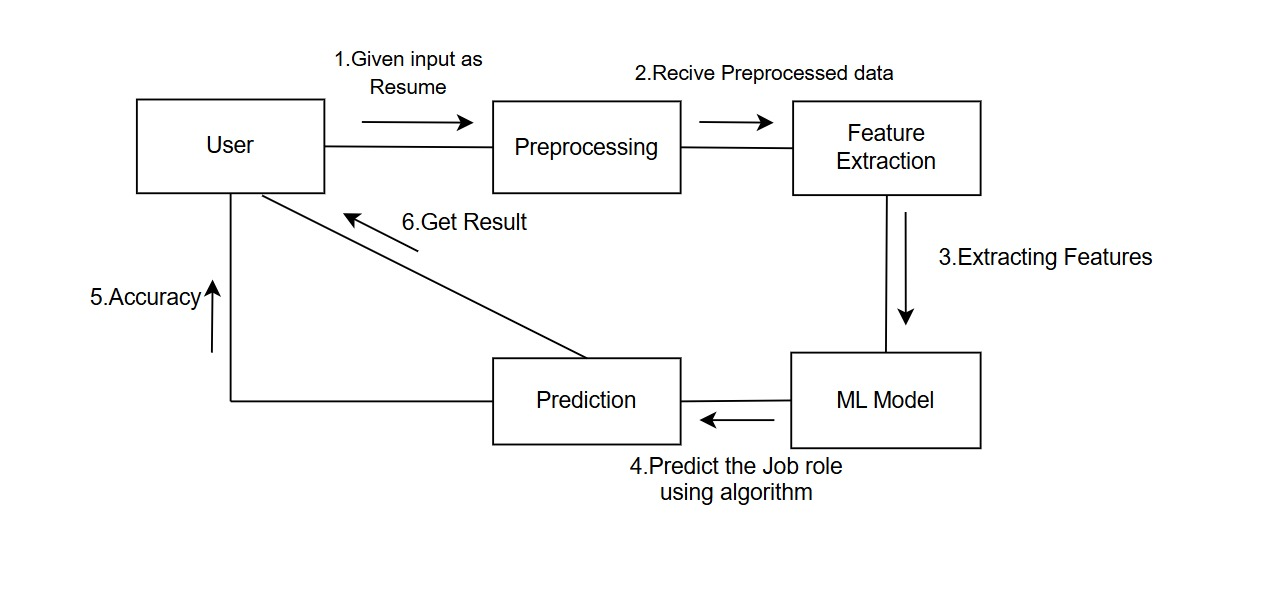 1.Given input as
Resume
2.Recive Preprocessed data
User
Preprocessing
Feature
Extraction
6.Get Result
3.Extracting Features
5.Accuracy
Prediction
ML Model
4.Predict the Job role
using algorithm